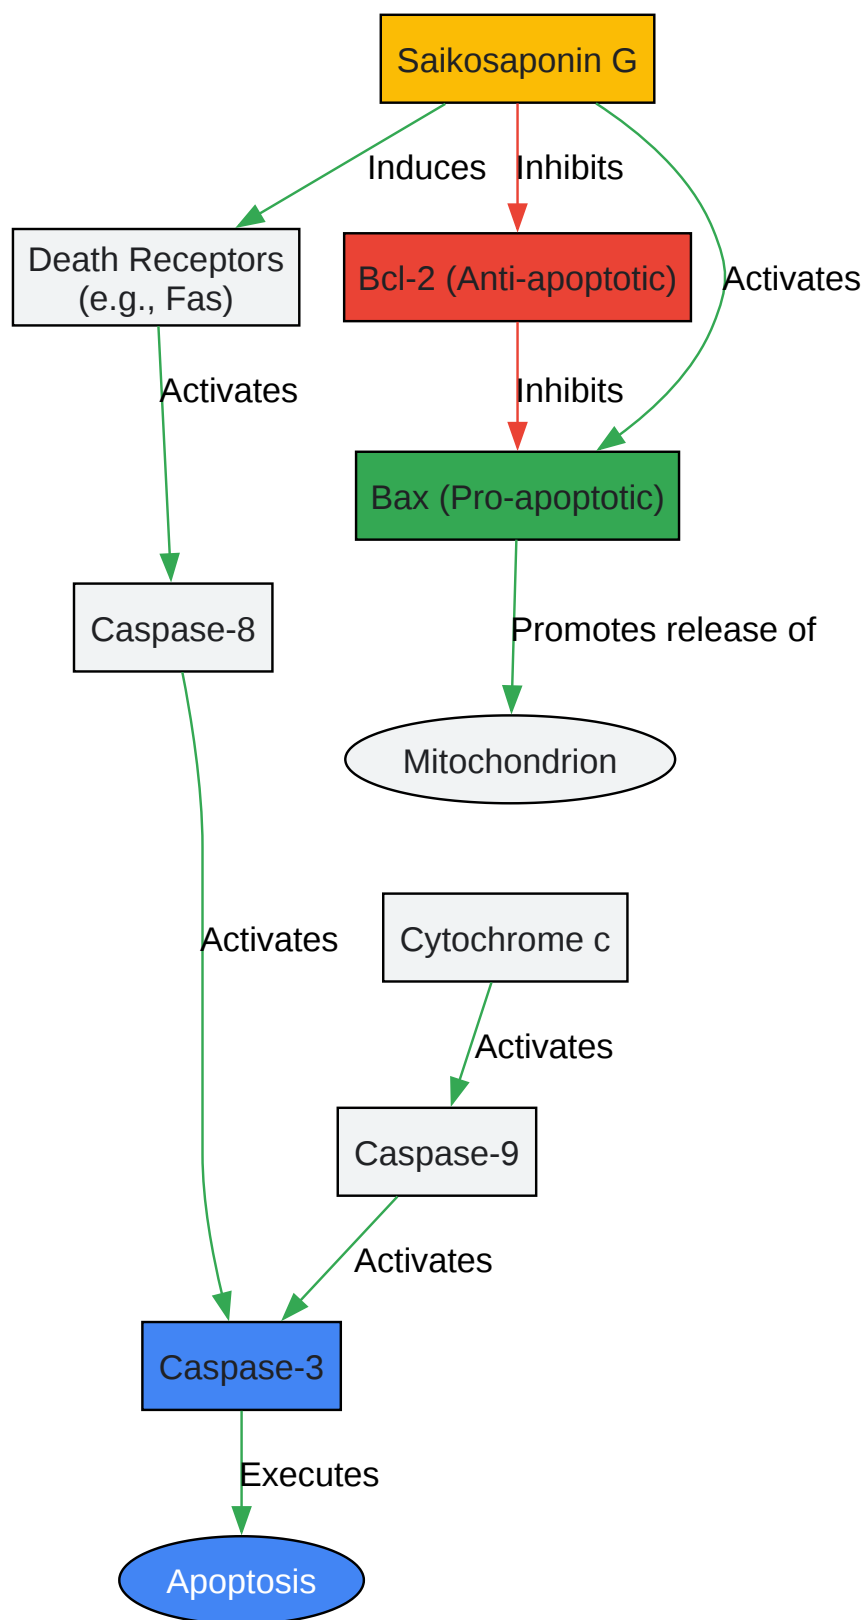 Saikosaponin G
Induces
Inhibits
Death Receptors
(e.g., Fas)
Bcl-2 (Anti-apoptotic)
Activates
Activates
Inhibits
Bax (Pro-apoptotic)
Caspase-8
Promotes release of
Mitochondrion
Activates
Cytochrome c
Activates
Caspase-9
Activates
Caspase-3
Executes
Apoptosis